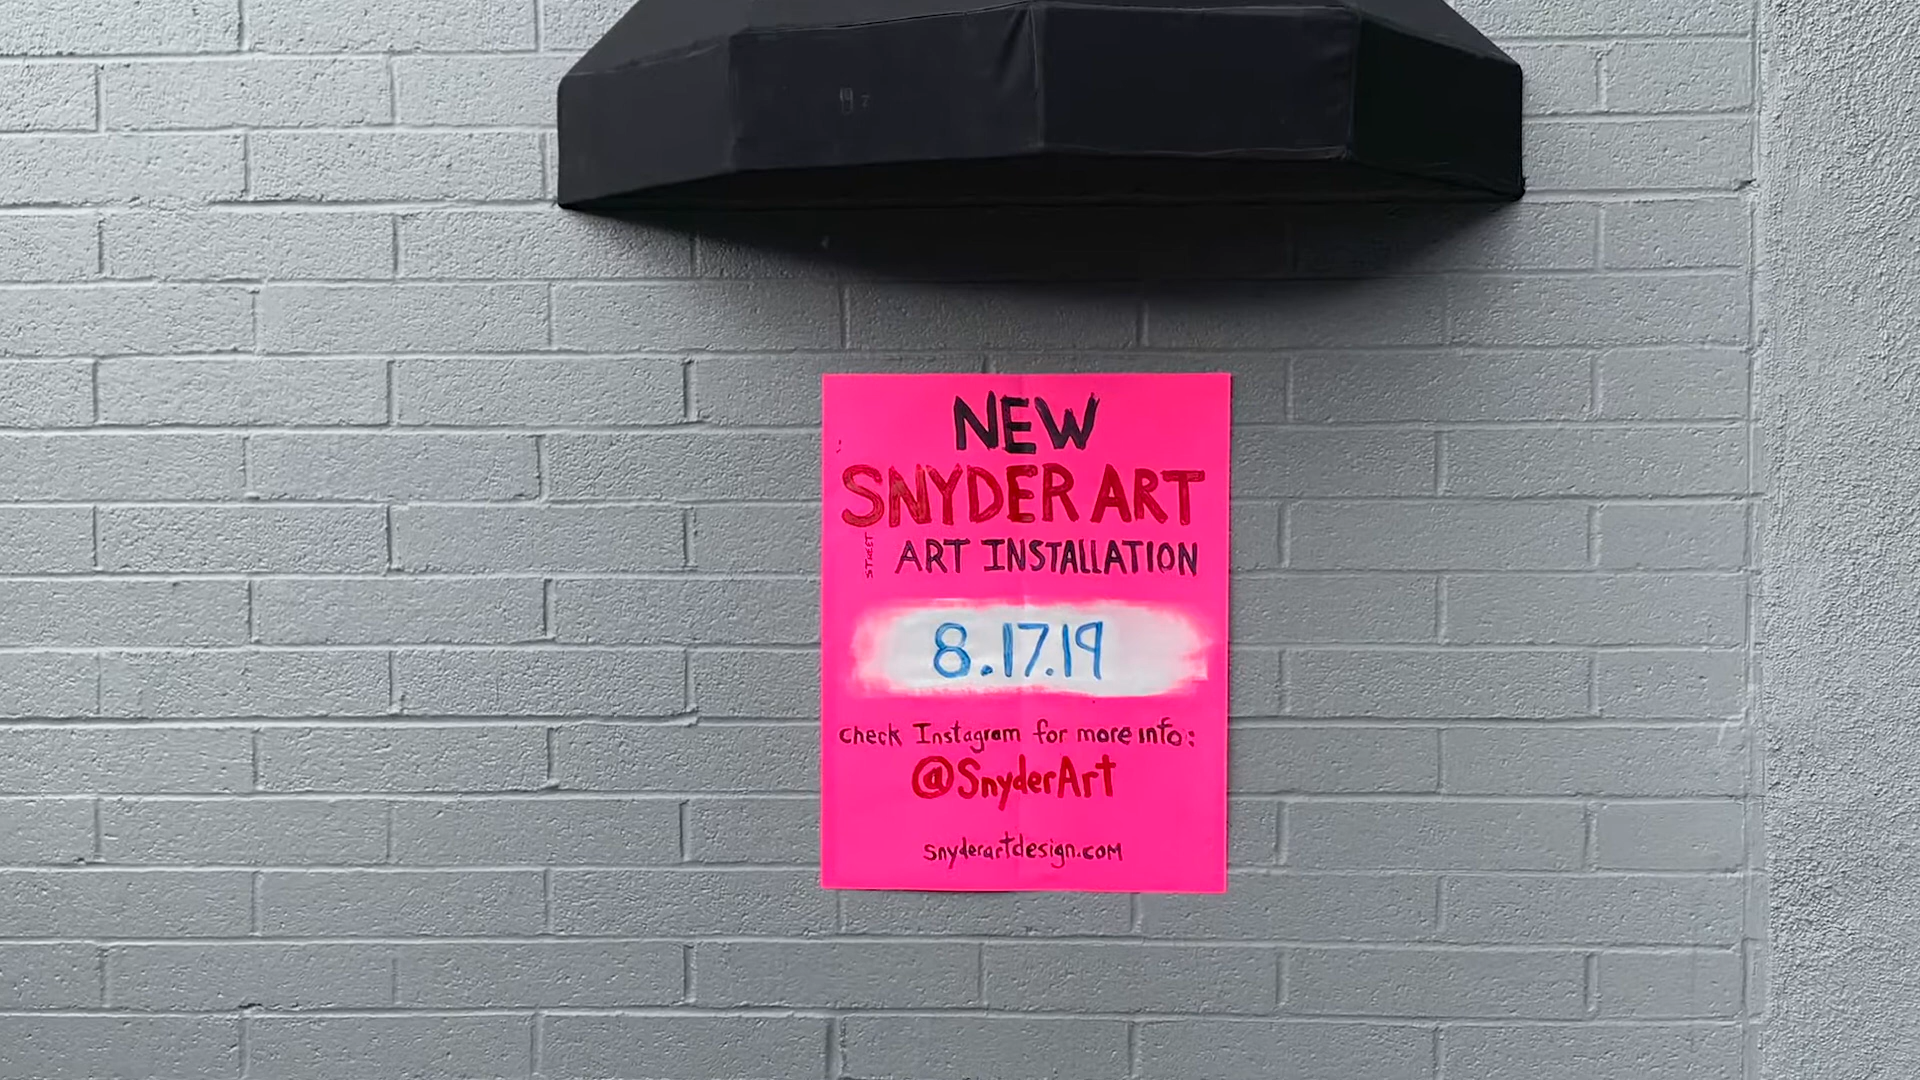 NEW
SNYDER ART
STREET ART INSTALLATION
8.17.19
check Instagram for more info:
@SnyderArt
snyderartdesign.com